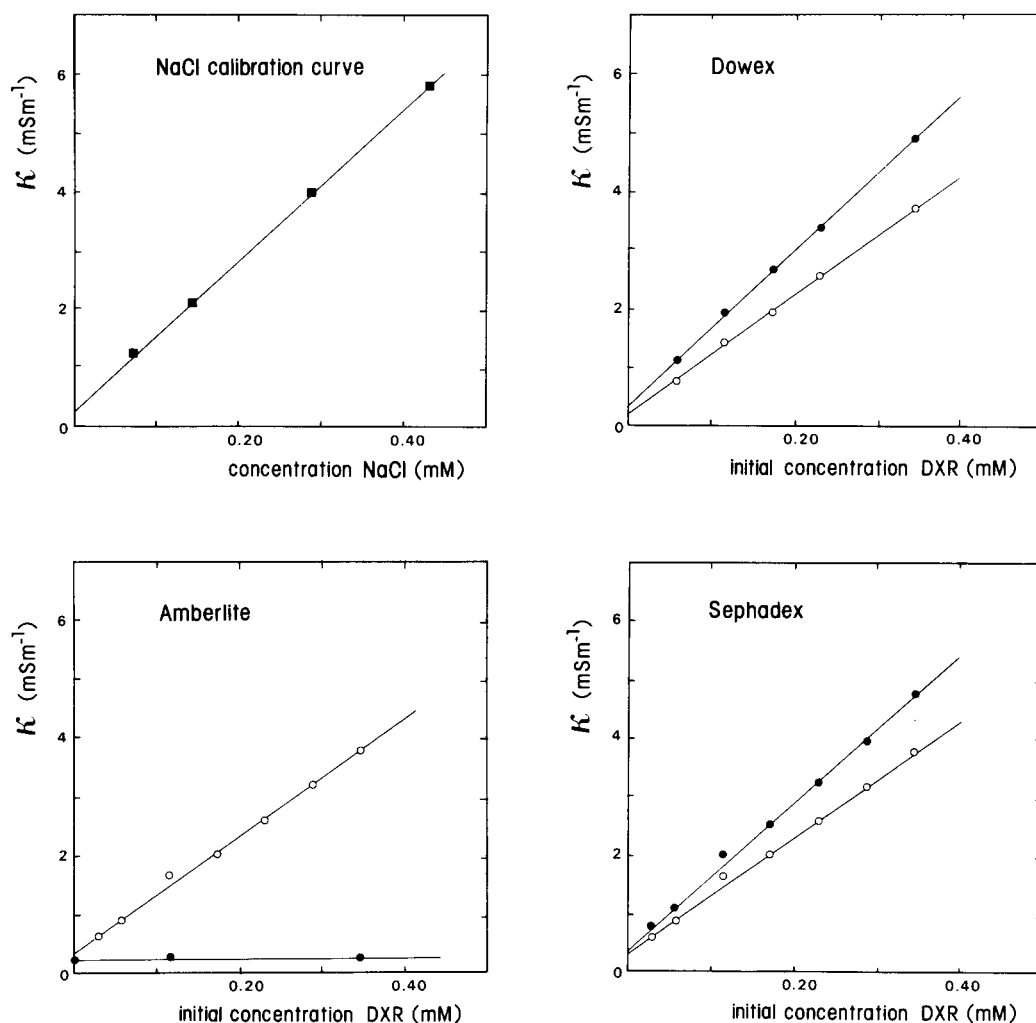 NaCl calibration curve
κ (mSm⁻¹)
6
4
2
0
0.20
0.40
concentration NaCl (mM)
Dowex
κ (mSm⁻¹)
6
4
2
0
0.20
0.40
initial concentration DXR (mM)
Amberlite
κ (mSm⁻¹)
6
4
2
0
0.20
0.40
initial concentration DXR (mM)
Sephadex
κ (mSm⁻¹)
6
4
2
0
0.20
0.40
initial concentration DXR (mM)